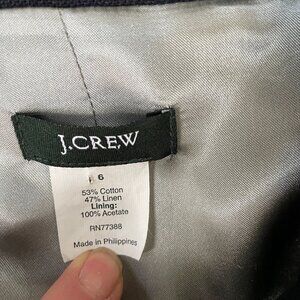 J.CREW
6
53% Cotton
47% Linen
Lining:
100% Acetate
RN77388
Made in Philippines